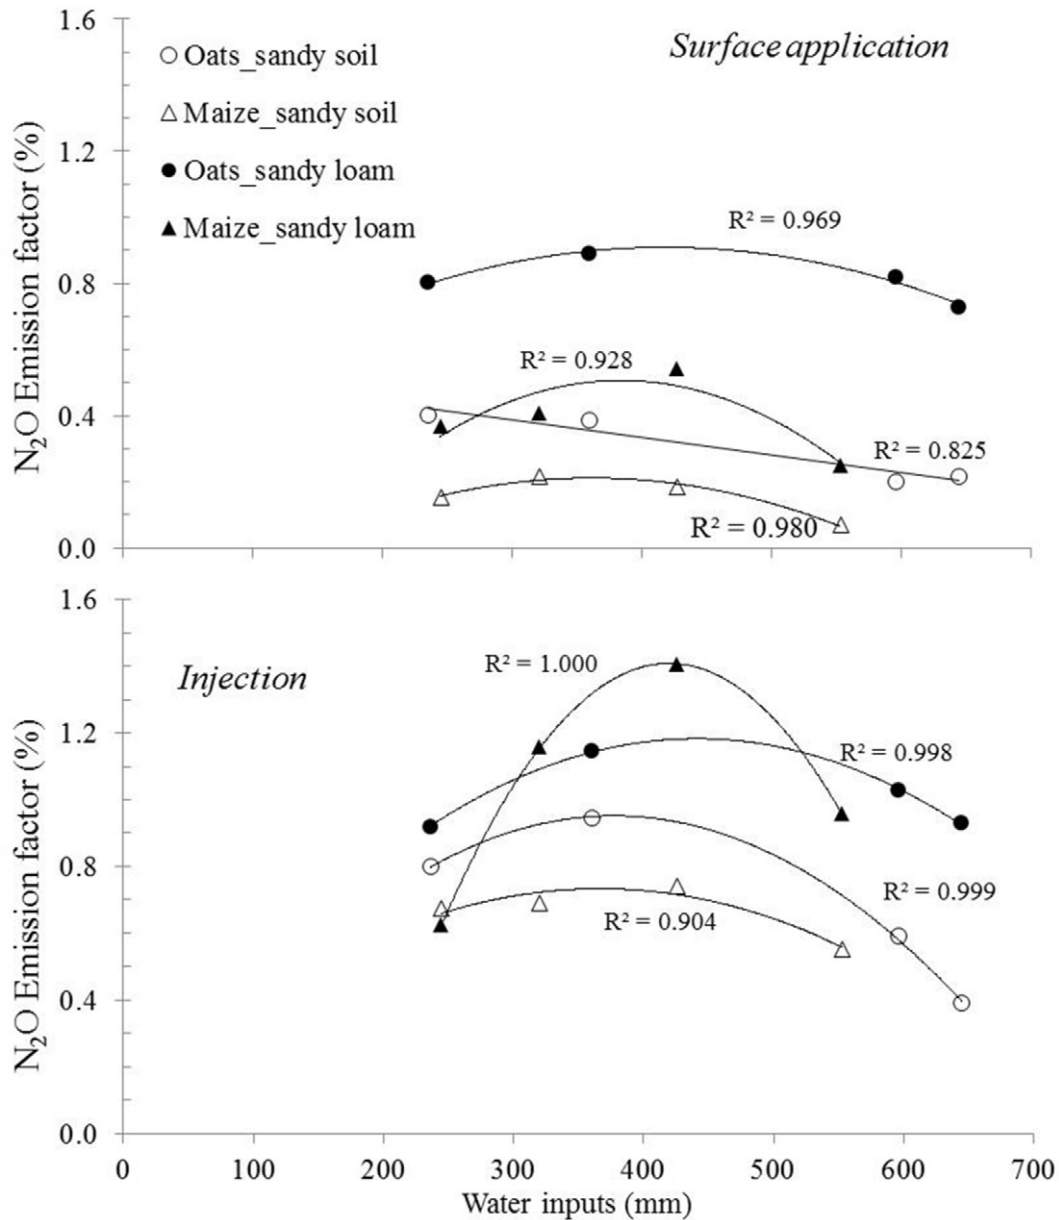 1.6
1.2
0.8
0.4
0.0
N₂O Emission factor (%)
Surface application
Oats_sandy soil
Maize_sandy soil
Oats_sandy loam
Maize_sandy loam
R² = 0.969
R² = 0.928
R² = 0.825
R² = 0.980
1.6
1.2
0.8
0.4
0.0
N₂O Emission factor (%)
Injection
R² = 1.000
R² = 0.998
R² = 0.999
R² = 0.904
0 100 200 300 400 500 600 700
Water inputs (mm)